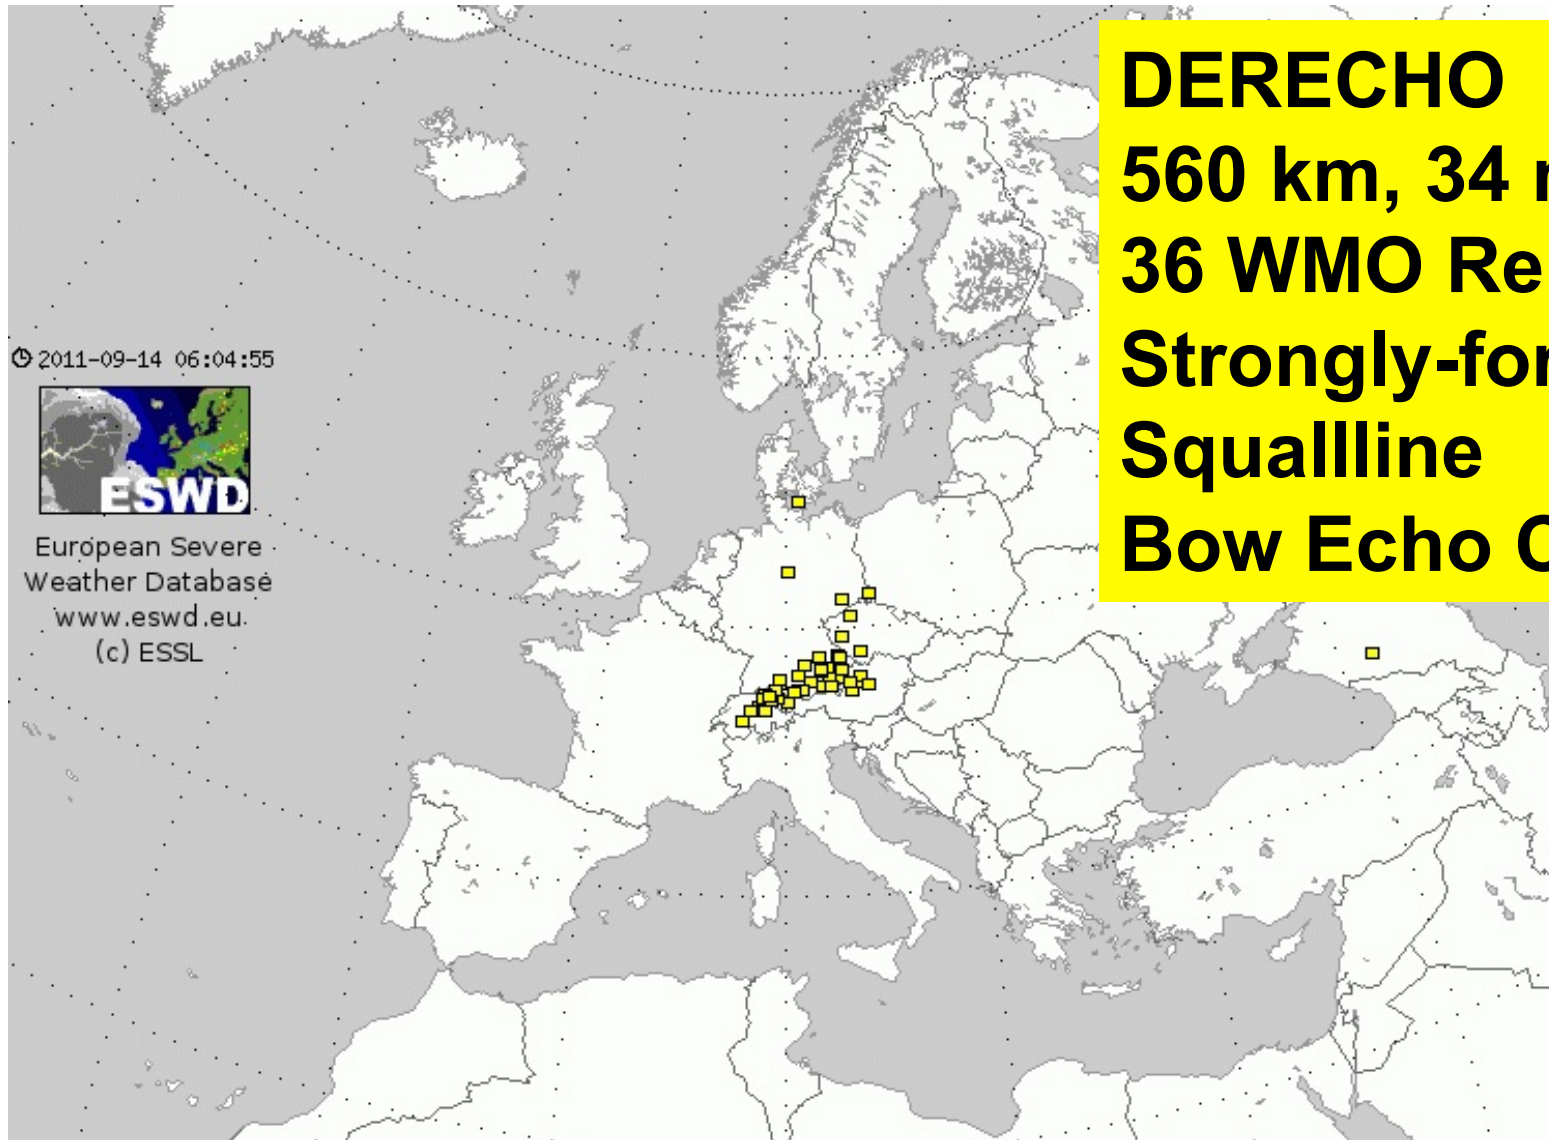 DERECHO
560 km, 34
36 WMO Re
Strongly-for
Squallline
Bow Echo
2011-09-14 06:04:55
ESWD
European Severe
Weather Database
www.eswd.eu
(c) ESSL